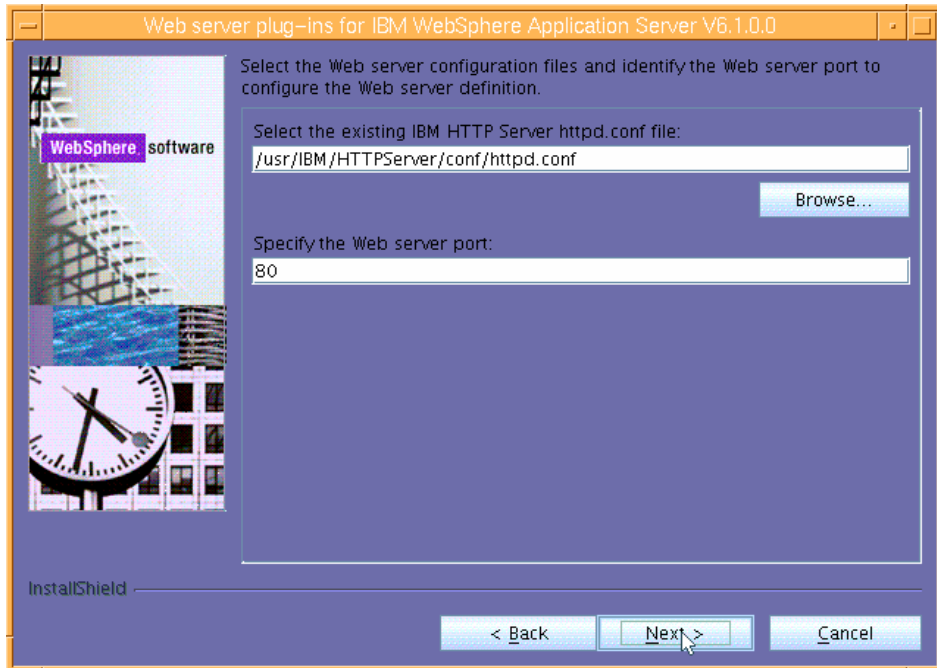 Web server plug-ins for IBM WebSphere Application Server V6.1.0.0
Select the Web server configuration files and identify the Web server port to
configure the Web server definition.
WebSphere. software
Select the existing IBM HTTP Server httpd.conf file:
/usr/IBM/HTTPServer/conf/httpd.conf
Browse...
Specify the Web server port:
80
InstallShield
< Back
Next >
Cancel